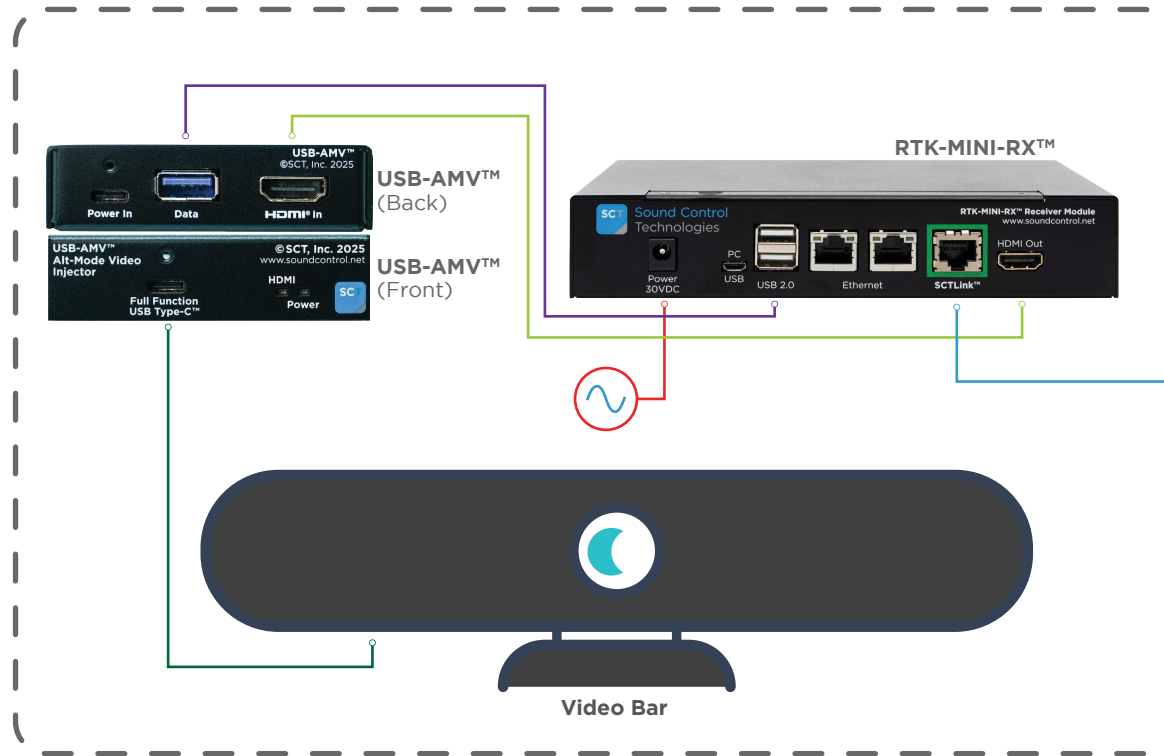 RTK-MINI-RX™
USB-AMV™
©SCT, Inc. 2025
Power In
Data
HDMI® In
USB-AMV™
(Back)
USB-AMV™
Alt-Mode Video
Injector
©SCT, Inc. 2025
www.soundcontrol.net
Full Function
USB Type-C™
HDMI
Power
SCT
USB-AMV™
(Front)
SCT
Sound Control
Technologies
RTK-MINI-RX™ Receiver Module
www.soundcontrol.net
Power
30VDC
PC
USB
USB 2.0
Ethernet
SCTLink™
HDMI Out
Video Bar